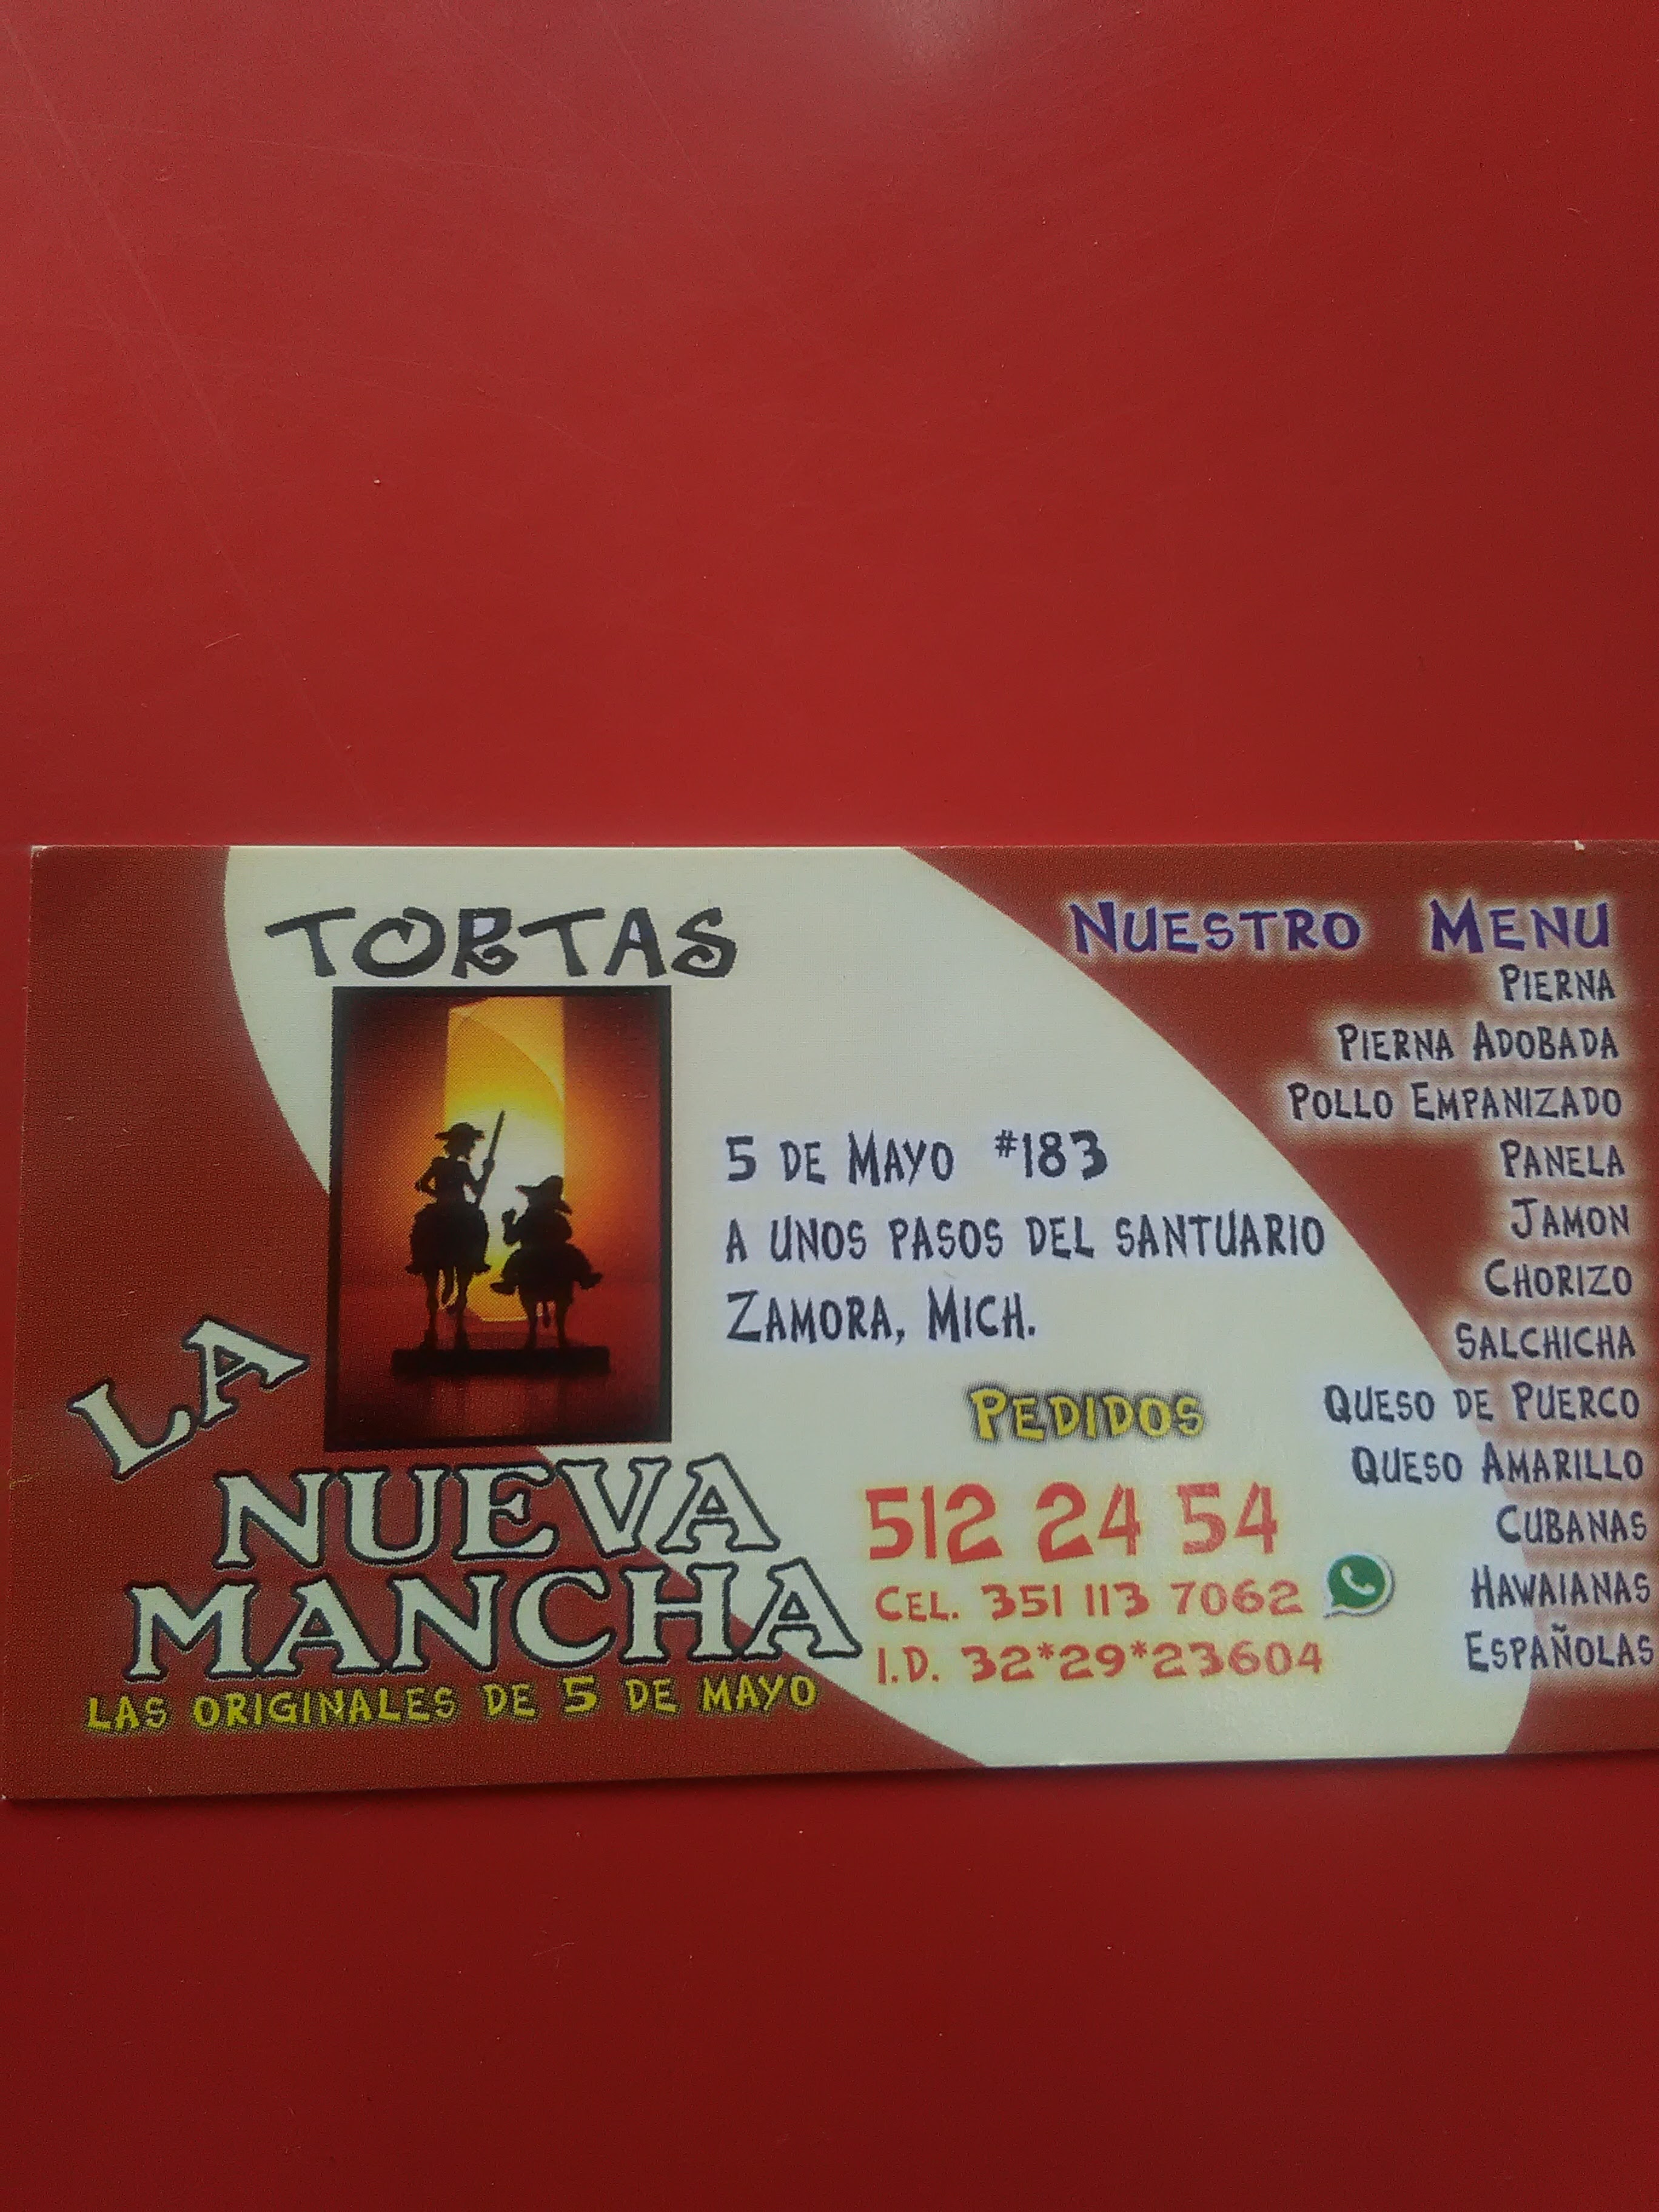 TORTAS
LA
NUEVA
MANCHA
LAS ORIGINALES DE 5 DE MAYO
5 DE MAYO #183
A UNOS PASOS DEL SANTUARIO
ZAMORA, MICH.
PEDIDOS
512 24 54
CEL. 351 113 7062
I.D. 32*29*23604
NUESTRO MENU
PIERNA
PIERNA ADOBADA
POLLO EMPANIZADO
PANELA
JAMON
CHORIZO
SALCHICHA
QUESO DE PUERCO
QUESO AMARILLO
CUBANAS
HAWAIANAS
ESPAÑOLAS